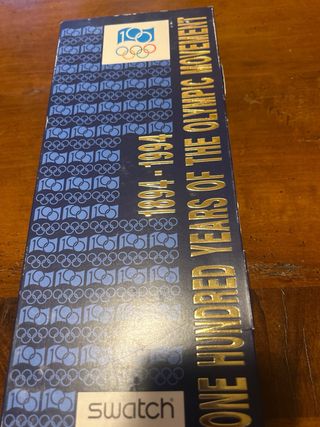 100
1894-1994
ONE HUNDRED YEARS OF THE OLYMPIC MOVEMENT
swatch